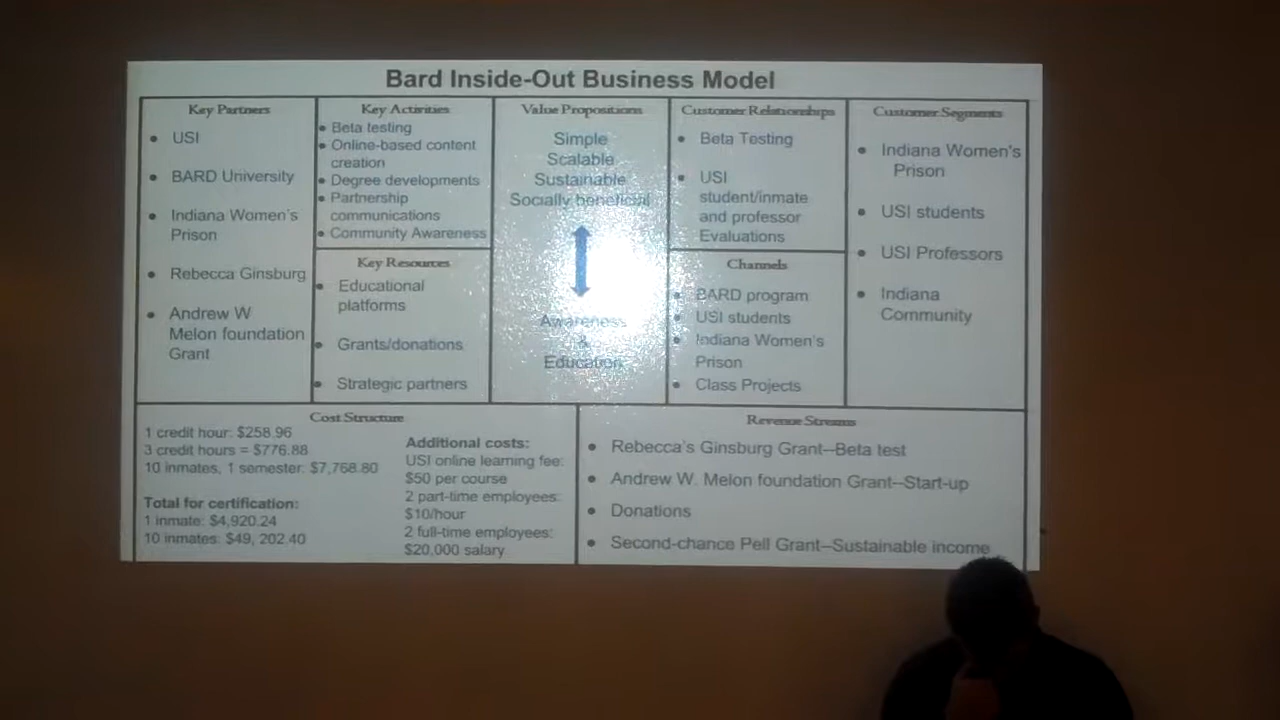 Bard Inside-Out Business Model
Key Partners
• USI
• BARD University
• Indiana Women's
Prison
• Rebecca Ginsburg
• Andrew W
Melon foundation
Grant
Key Activities
• Beta testing
• Online-based content
creation
• Degree developments
• Partnership
communications
• Community Awareness
Key Resources
• Educational
platforms
• Grants/donations
• Strategic partners
Value Propositions
Simple
Scalable
Sustainable
Socially beneficial
Awareness
&
Education
Customer Relationships
• Beta Testing
• USI
student/inmate
and professor
Evaluations
Channels
• BARD program
• USI students
• Indiana Women's
Prison
• Class Projects
Customer Segments
• Indiana Women's
Prison
• USI students
• USI Professors
• Indiana
Community
Cost Structure
1 credit hour: $258.96
3 credit hours = $776.88
10 inmates, 1 semester: $7,768.80
Total for certification:
1 inmate: $4,920.24
10 inmates: $49, 202.40
Additional costs:
USI online learning fee:
$50 per course
2 part-time employees:
$10/hour
2 full-time employees:
$20,000 salary
Revenue Streams
• Rebecca's Ginsburg Grant--Beta test
• Andrew W. Melon foundation Grant--Start-up
• Donations
• Second-chance Pell Grant--Sustainable income